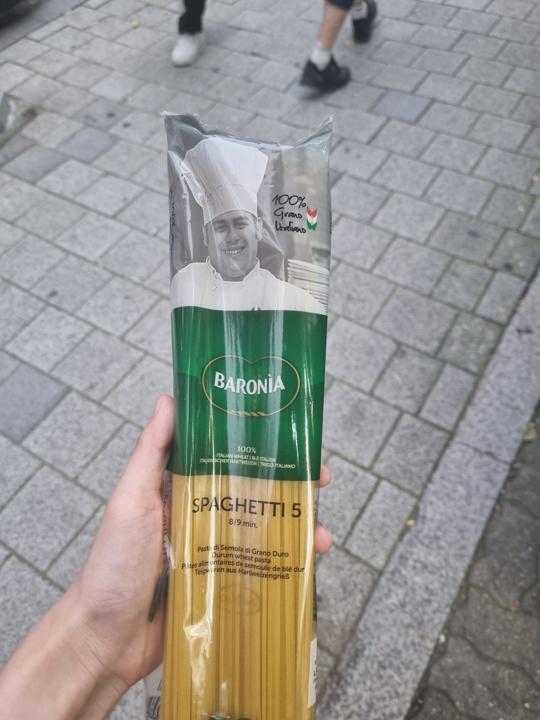 100%
Grano
Italiano
BARONÌA
100%
ITALIAN WHEAT | BLÉ ITALIEN
ITALIENISCHER HARTWEIZEN | TRIGO ITALIANO
SPAGHETTI 5
8/9 min.
Pasta di Semola di Grano Duro
Durum wheat pasta
Pâtes alimentaires de semoule de blé dur
Teigwaren aus Hartweizengrieß